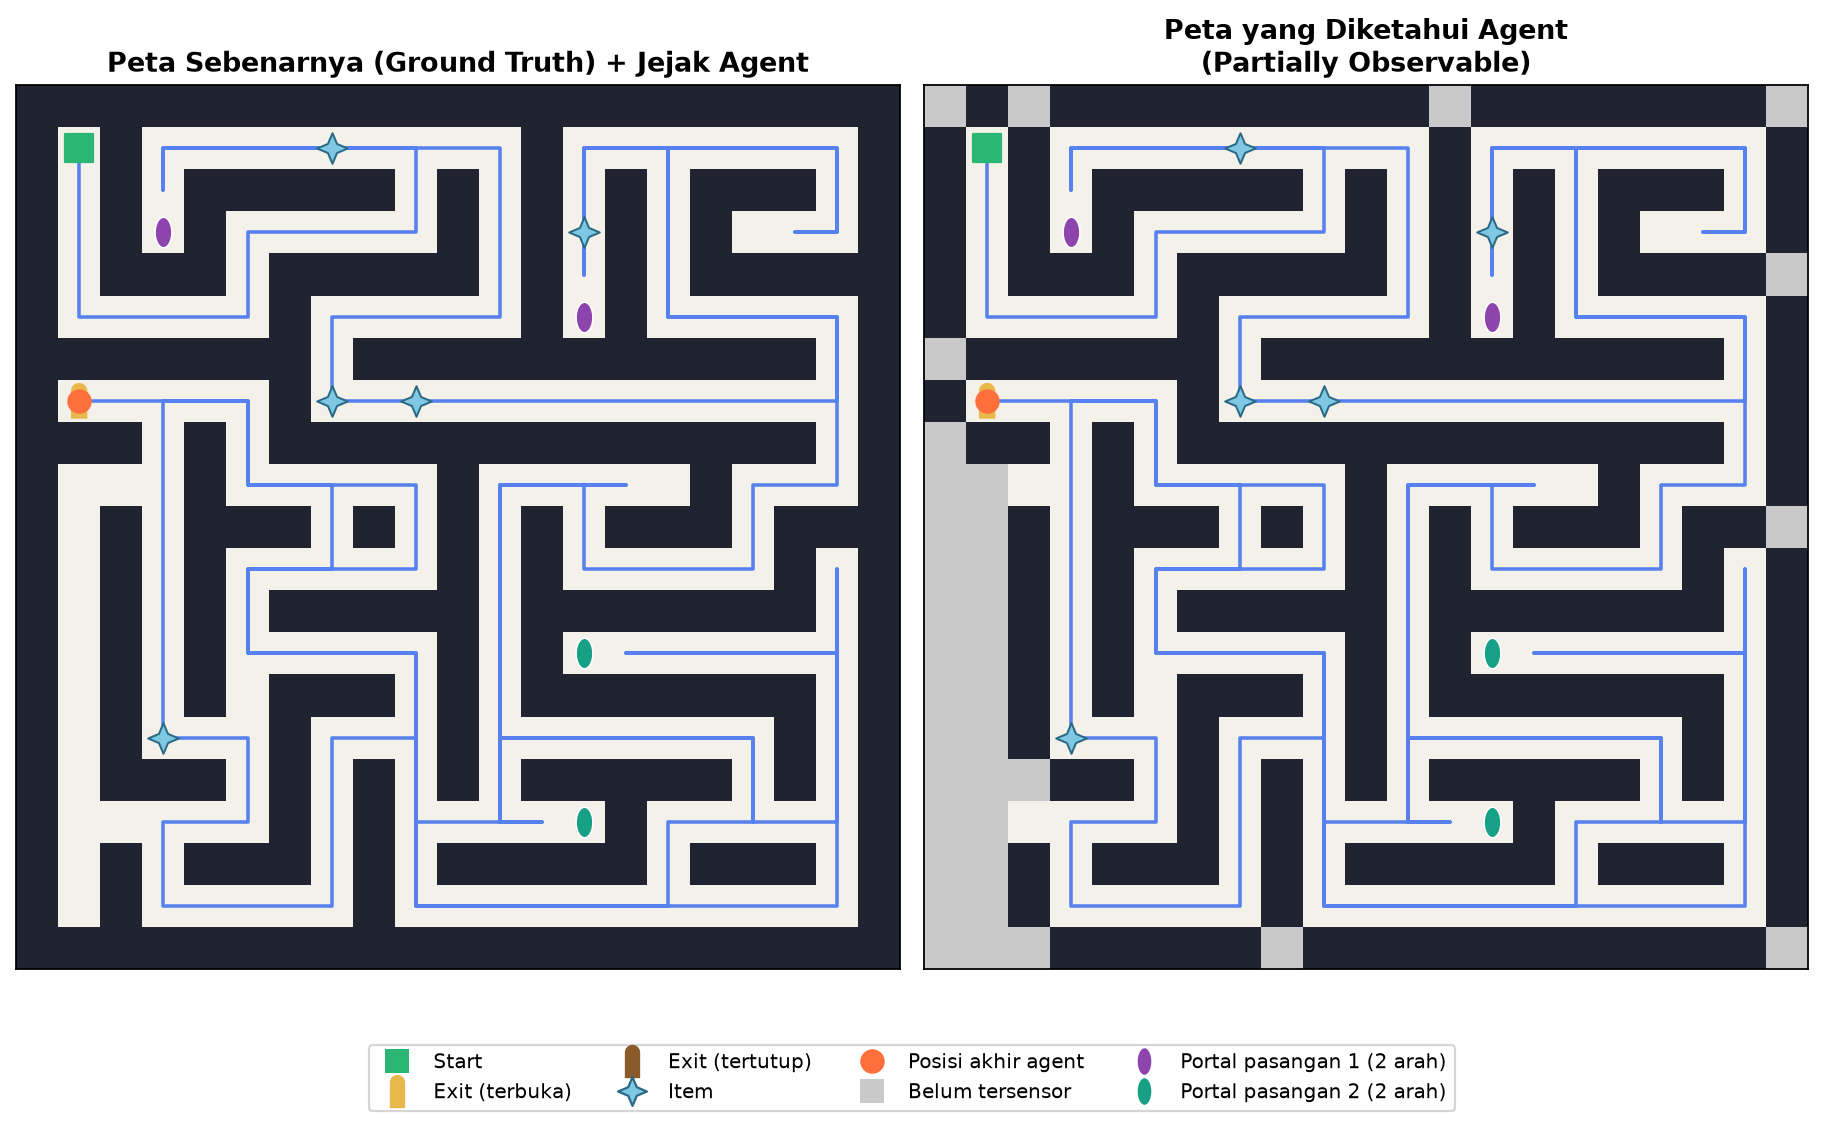 Peta Sebenarnya (Ground Truth) + Jejak Agent
Peta yang Diketahui Agent
(Partially Observable)
Start
Exit (terbuka)
Exit (tertutup)
Item
Posisi akhir agent
Belum tersensor
Portal pasangan 1 (2 arah)
Portal pasangan 2 (2 arah)